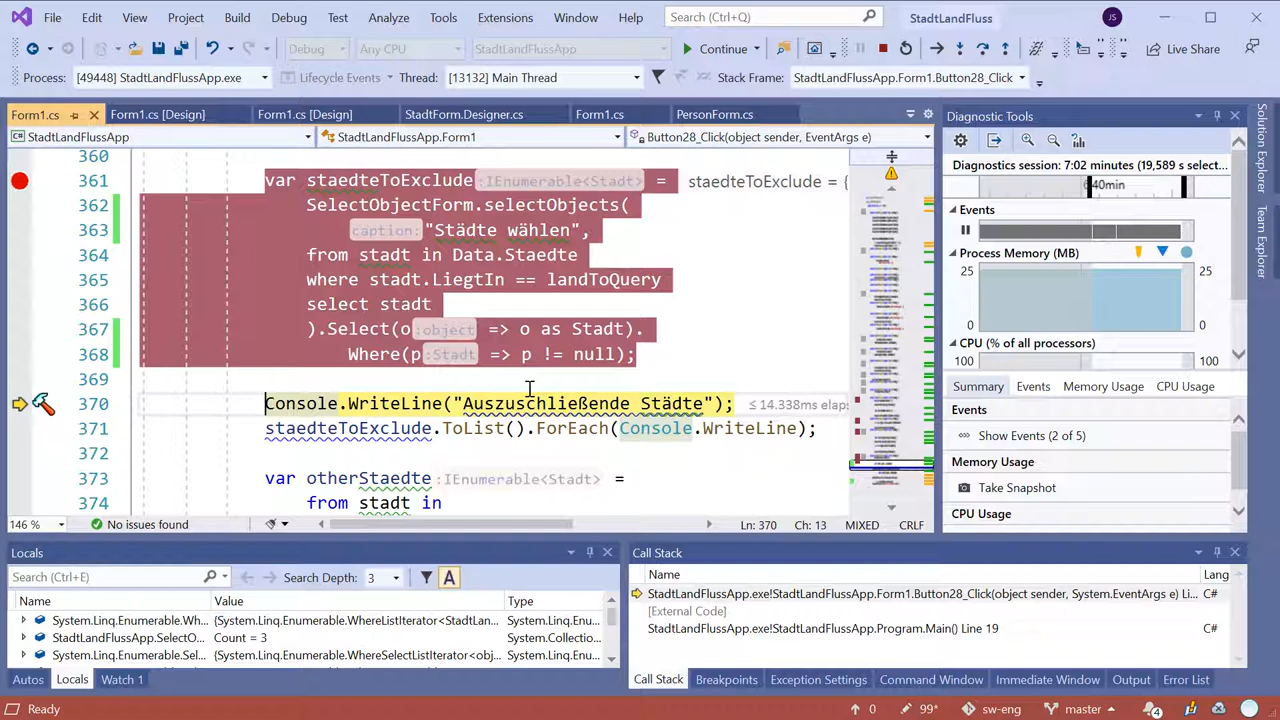 File Edit View Project Build Debug Test Analyze Tools Extensions Window Help Search (Ctrl+Q) StadtLandFluss JS
Debug Any CPU StadtLandFlussApp Continue Live Share
Process: [49448] StadtLandFlussApp.exe Lifecycle Events Thread: [13132] Main Thread Stack Frame: StadtLandFlussApp.Form1.Button28_Click
Form1.cs Form1.cs [Design] Form1.cs [Design] StadtForm.Designer.cs Form1.cs PersonForm.cs
StadtLandFlussApp StadtLandFlussApp.Form1 Button28_Click(object sender, EventArgs e)
360
361 var staedteToExclude :IEnumerable<Stadt> = staedteToExclude = {
362 SelectObjectForm.selectObjects(
363 caption: "Städte wählen",
364 from stadt in Data.Staedte
365 where stadt.LiegtIn == landToQuery
366 select stadt
367 ).Select(o :object => o as Stadt).
368 Where(p :Stadt => p != null);
369
370 Console.WriteLine("Auszuschließende Städte"); ≤ 14.338ms elaps
371 staedteToExclude.ToList().ForEach(Console.WriteLine);
372
373 var otherStaedte :IEnumerable<Stadt> =
374 from stadt in
146 % No issues found Ln: 370 Ch: 13 MIXED CRLF
Diagnostic Tools
Diagnostics session: 7:02 minutes (19.589 s select...
6:40min
Events
Process Memory (MB)
25 25
0 0
CPU (% of all processors)
100 100
Summary Events Memory Usage CPU Usage
Events
Show Events (of 5)
Memory Usage
Take Snapshot
CPU Usage
Solution Explorer
Team Explorer
Locals
Search (Ctrl+E) Search Depth: 3 A
Name Value Type
System.Linq.Enumerable.Wh... {System.Linq.Enumerable.WhereListIterator<StadtLan... System.Linq.Enu...
StadtLandFlussApp.SelectO... Count = 3 System.Collectio...
System.Linq.Enumerable.Sel... {System.Linq.Enumerable.WhereSelectListIterator<obj... System.Linq.Enu...
Autos Locals Watch 1
Call Stack
Name Lang
StadtLandFlussApp.exe!StadtLandFlussApp.Form1.Button28_Click(object sender, System.EventArgs e) Li... C#
[External Code]
StadtLandFlussApp.exe!StadtLandFlussApp.Program.Main() Line 19 C#
Call Stack Breakpoints Exception Settings Command Window Immediate Window Output Error List
Ready 0 99* sw-eng master 4